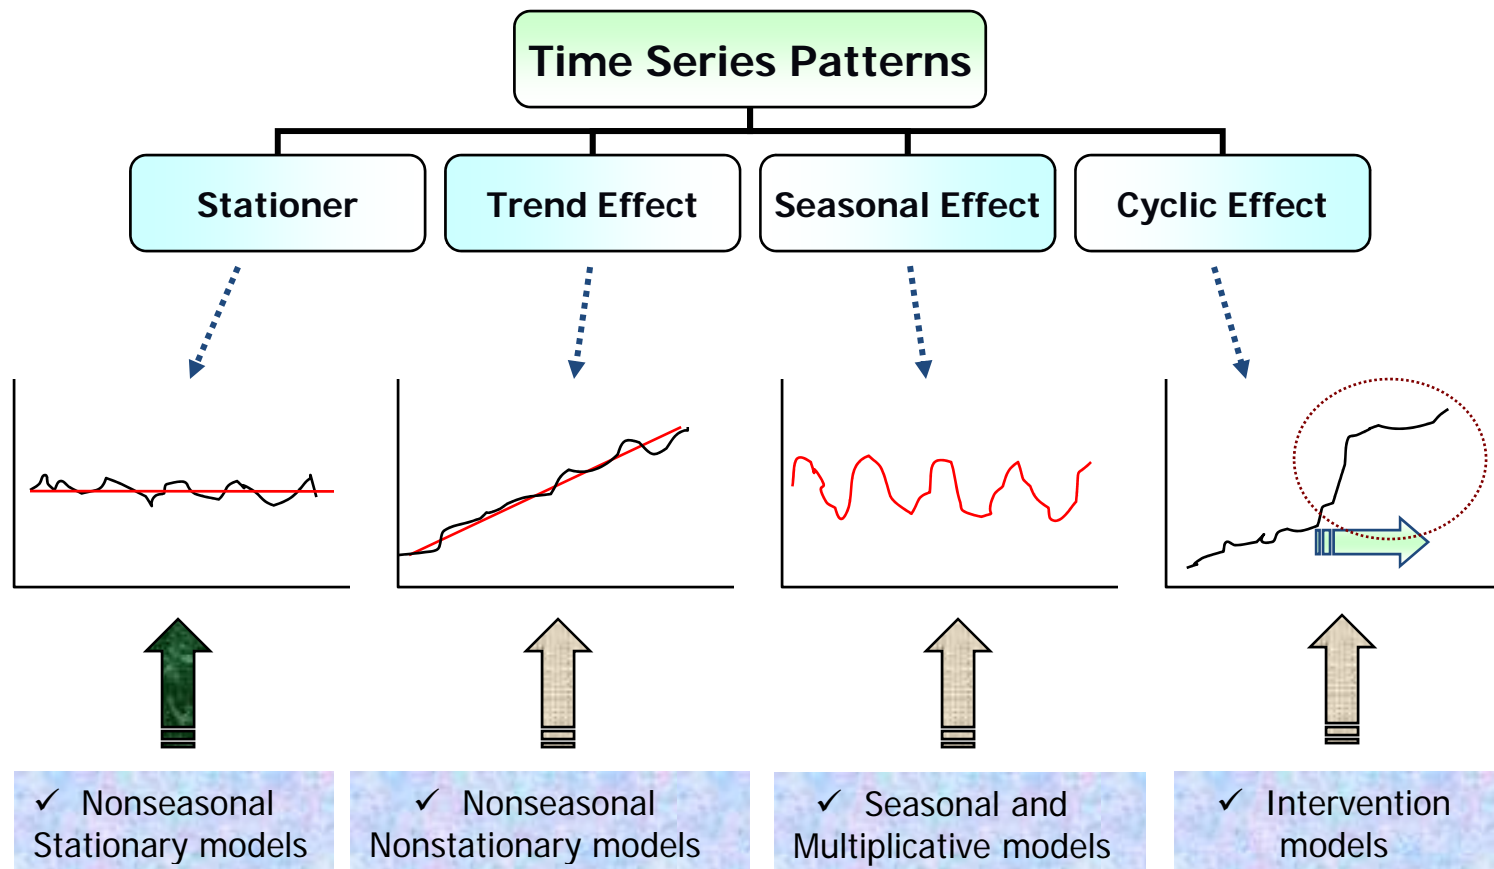 Time Series Patterns
Stationer
Trend Effect
Seasonal Effect
Cyclic Effect
✓ Nonseasonal
Stationary models
✓ Nonseasonal
Nonstationary models
✓ Seasonal and
Multiplicative models
✓ Intervention
models